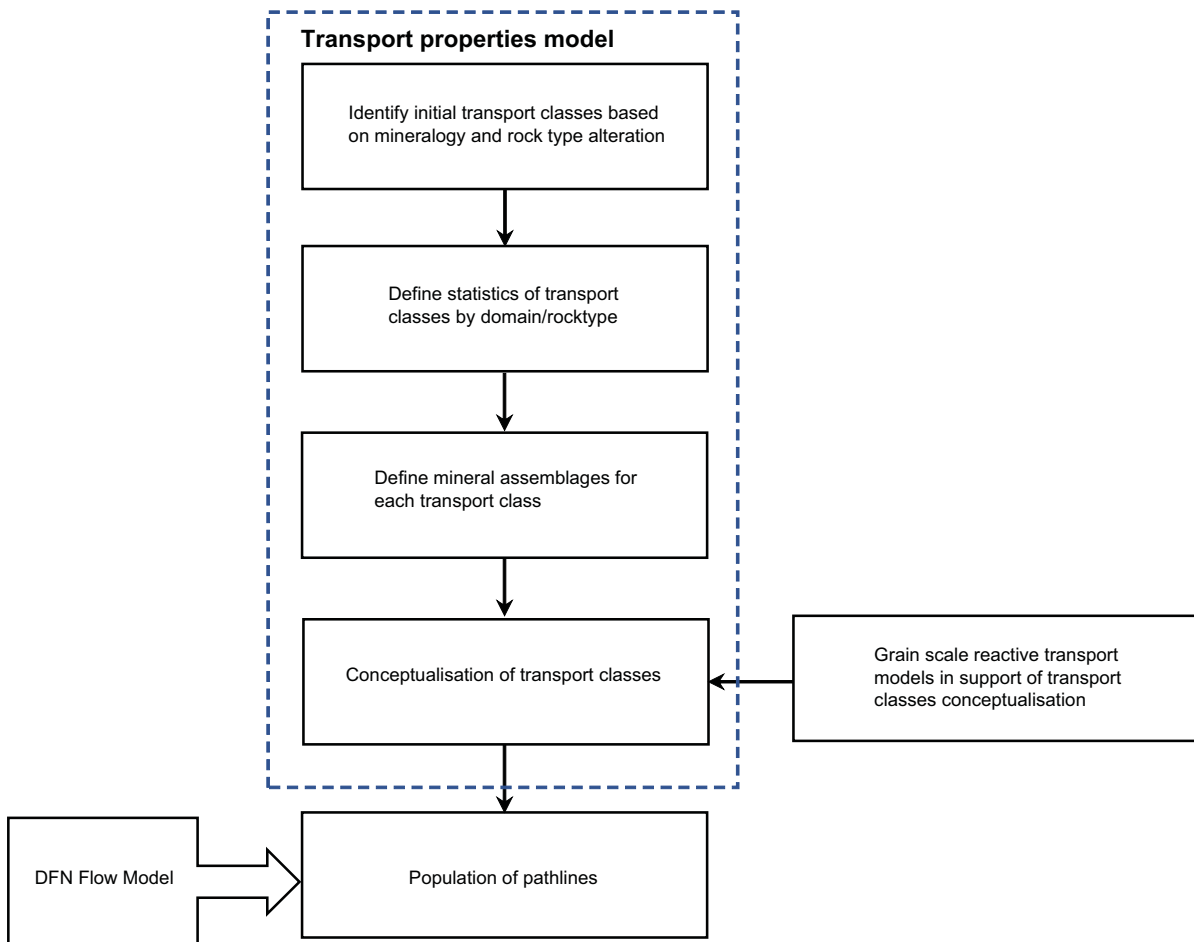 Transport properties model
Identify initial transport classes based
on mineralogy and rock type alteration
Define statistics of transport
classes by domain/rocktype
Define mineral assemblages for
each transport class
Conceptualisation of transport classes
Grain scale reactive transport
models in support of transport
classes conceptualisation
DFN Flow Model
Population of pathlines